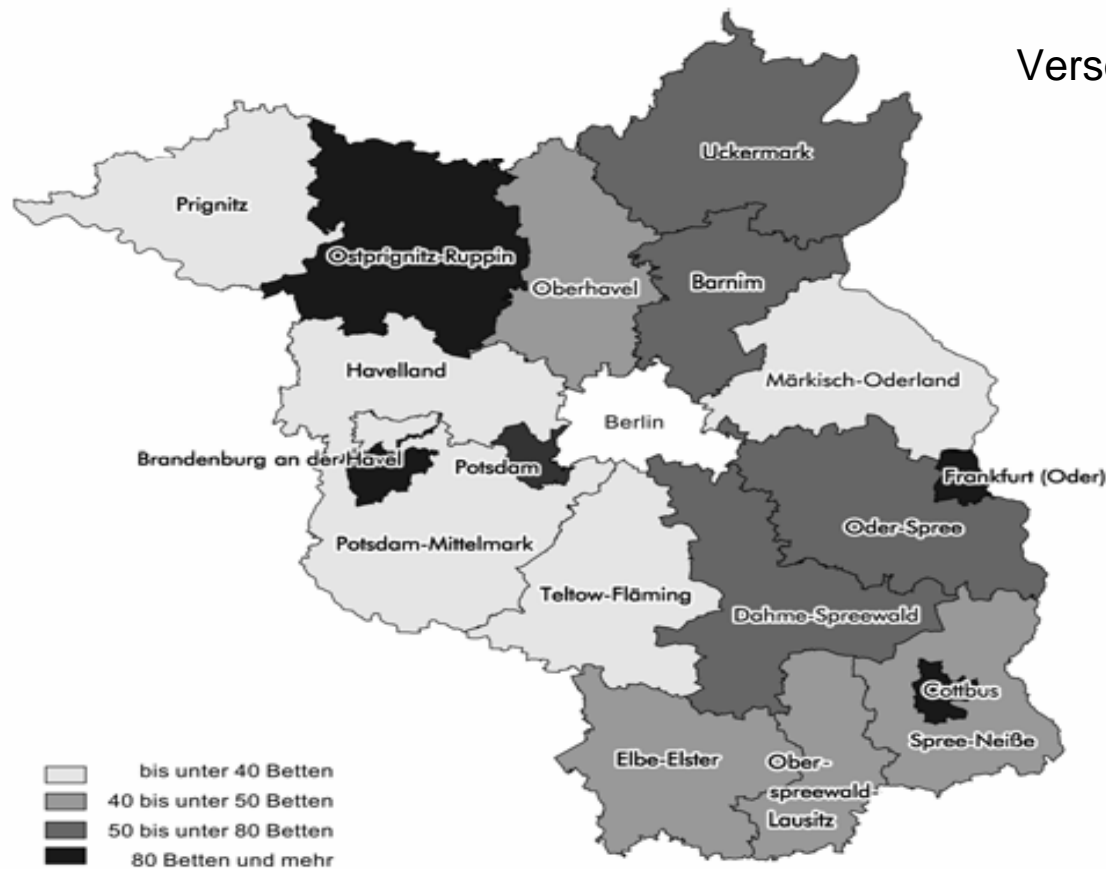 Uckermark
Prignitz
Ostprignitz-Ruppin
Barnim
Oberhavel
Havelland
Märkisch-Oderland
Berlin
Brandenburg an der Havel
Potsdam
Frankfurt (Oder)
Oder-Spree
Potsdam-Mittelmark
Teltow-Fläming
Dahme-Spreewald
Cottbus
Spree-Neiße
Elbe-Elster
Ober-
spreewald-
Lausitz
bis unter 40 Betten
40 bis unter 50 Betten
50 bis unter 80 Betten
80 Betten und mehr